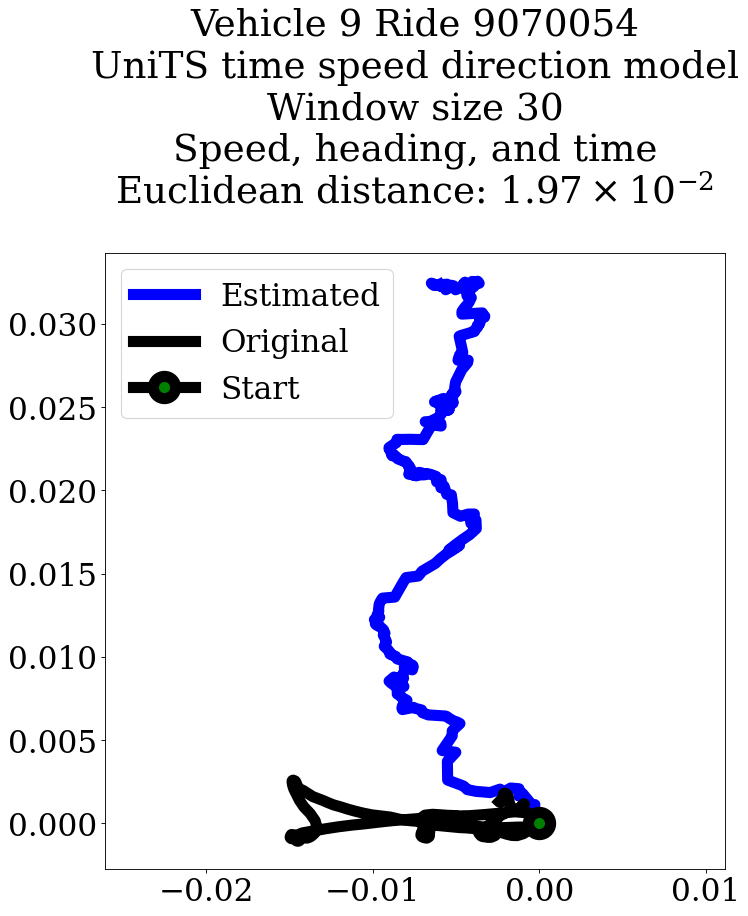 Vehicle 9 Ride 9070054
UniTS time speed direction model
Window size 30
Speed, heading, and time
Euclidean distance: 1.97 × 10⁻²
Estimated
Original
Start
0.030
0.025
0.020
0.015
0.010
0.005
0.000
−0.02 −0.01 0.00 0.01